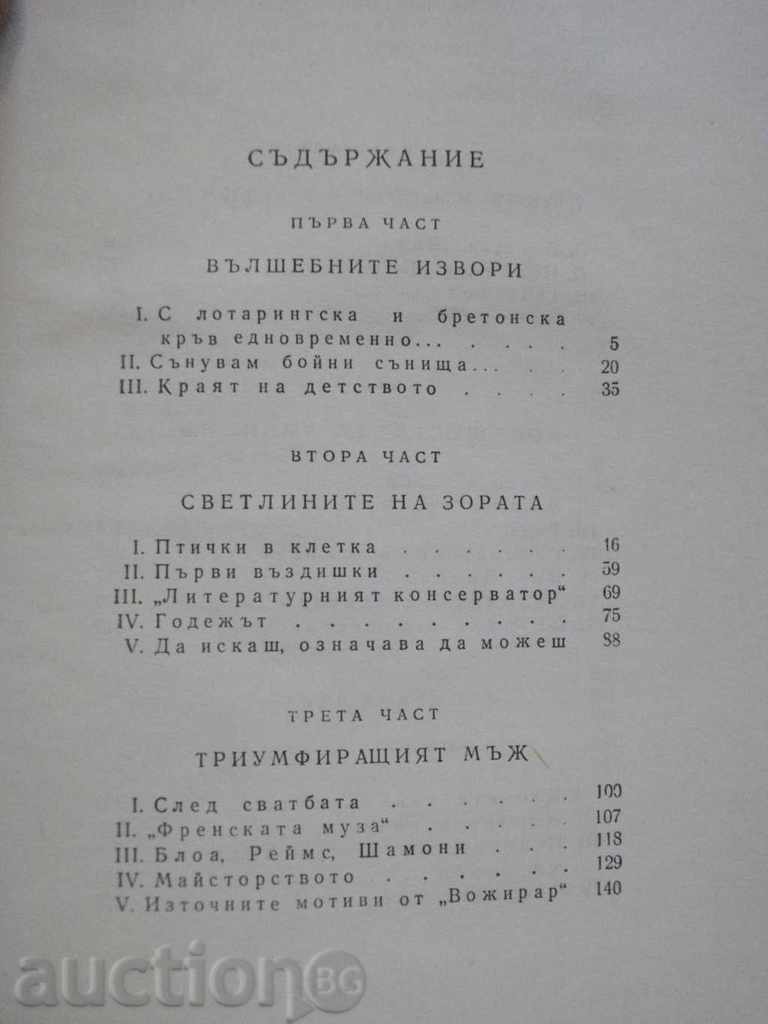 СЪДЪРЖАНИЕ
ПЪРВА ЧАСТ
ВЪЛШЕБНИТЕ ИЗВОРИ
I. С лотарингска и бретонска
кръв едновременно... . . . . 5
II. Сънувам бойни сънища... . . 20
III. Краят на детството . . . . 35
ВТОРА ЧАСТ
СВЕТЛИНИТЕ НА ЗОРАТА
I. Птички в клетка . . . . . . 46
II. Първи въздишки . . . . . . 59
III. „Литературният консерватор“ 69
IV. Годежът . . . . . . . . . 75
V. Да искаш, означава да можеш 88
ТРЕТА ЧАСТ
ТРИУМФИРАЩИЯТ МЪЖ
I. След сватбата . . . . . . 100
II. „Френската муза“ . . . . . 107
III. Блоа, Реймс, Шамони . . . 118
IV. Майсторството . . . . . . 129
V. Източните мотиви от „Вожирар“ 140
auction BG